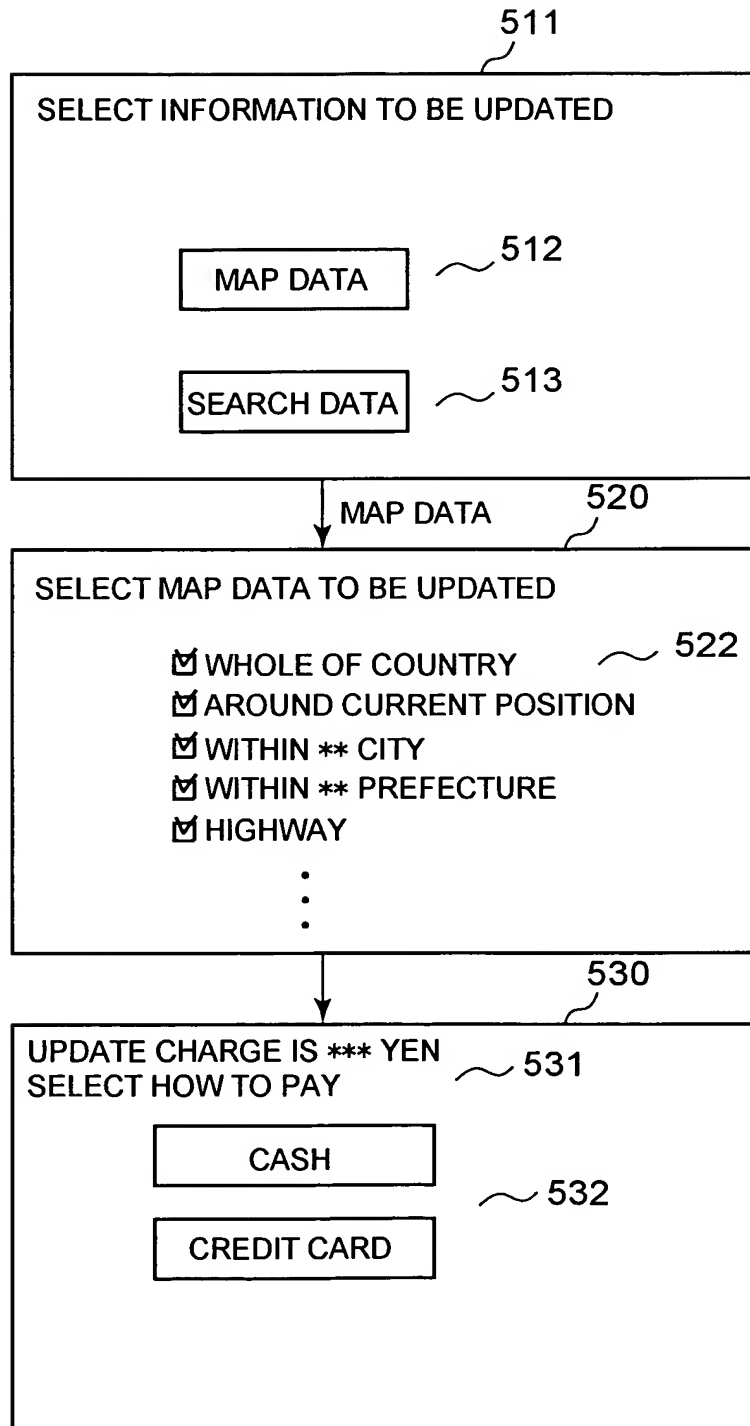 511
SELECT INFORMATION TO BE UPDATED
MAP DATA
512
SEARCH DATA
513
MAP DATA
520
SELECT MAP DATA TO BE UPDATED
WHOLE OF COUNTRY
522
AROUND CURRENT POSITION
WITHIN ** CITY
WITHIN ** PREFECTURE
HIGHWAY
530
UPDATE CHARGE IS *** YEN
SELECT HOW TO PAY
531
CASH
532
CREDIT CARD